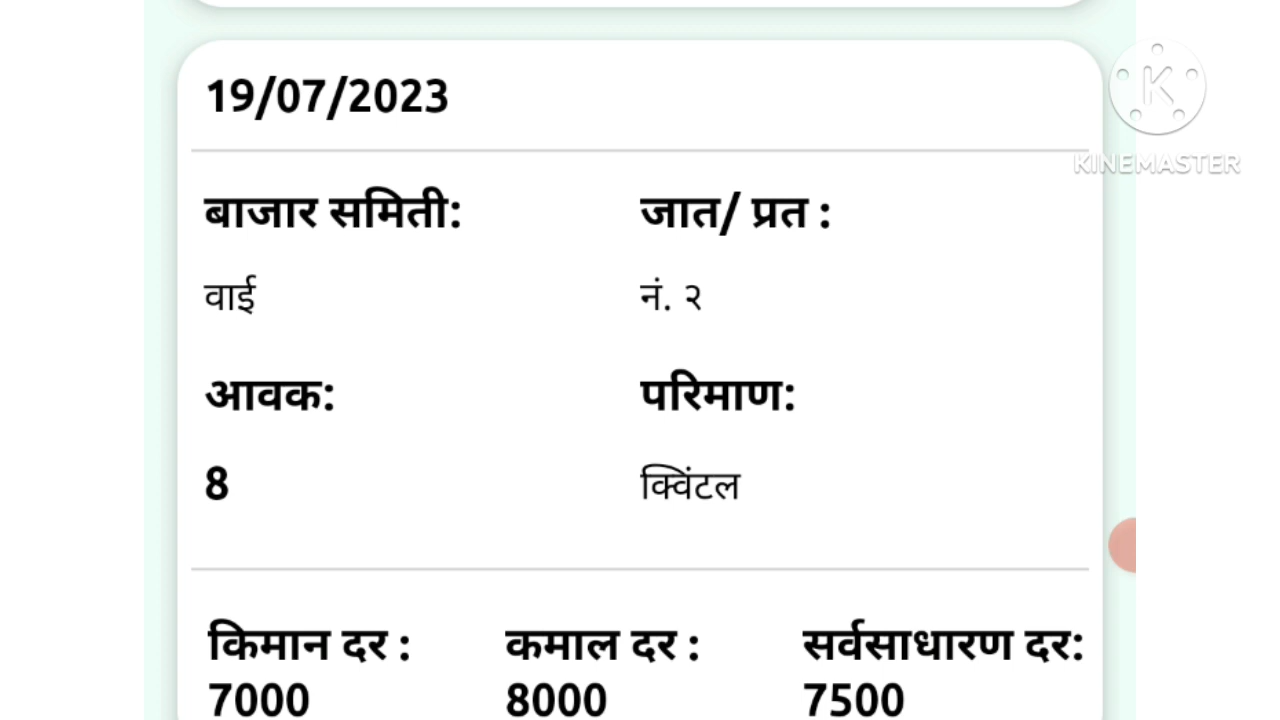 19/07/2023
KINEMASTER
बाजार समिती: जात/ प्रत :
वाई नं. २
आवक: परिमाण:
8 क्विंटल
किमान दर : कमाल दर : सर्वसाधारण दर:
7000 8000 7500